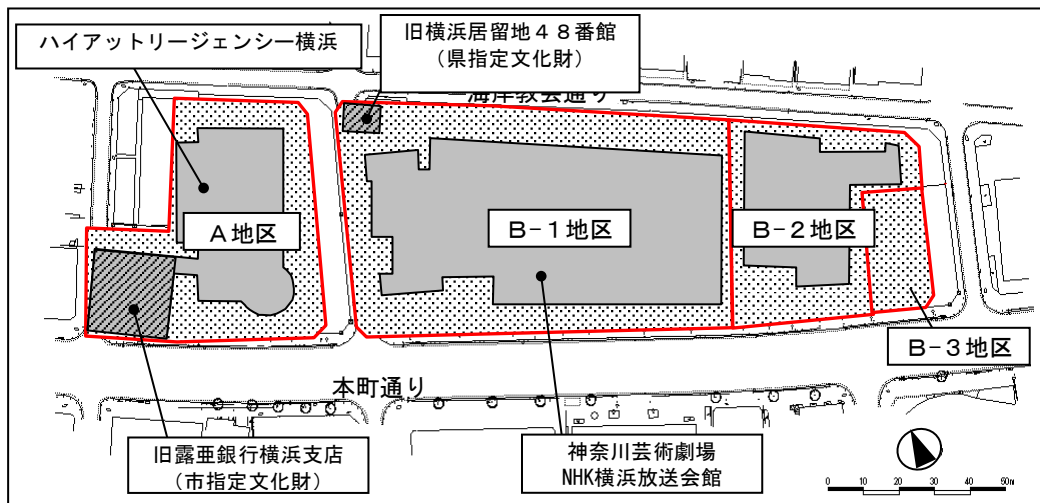 ハイアットリージェンシー横浜
旧横浜居留地48番館
(県指定文化財)
海岸教会通り
A地区
B-1地区
B-2地区
B-3地区
本町通り
旧露亜銀行横浜支店
(市指定文化財)
神奈川芸術劇場
NHK横浜放送会館
0 10 20 30 40 50m